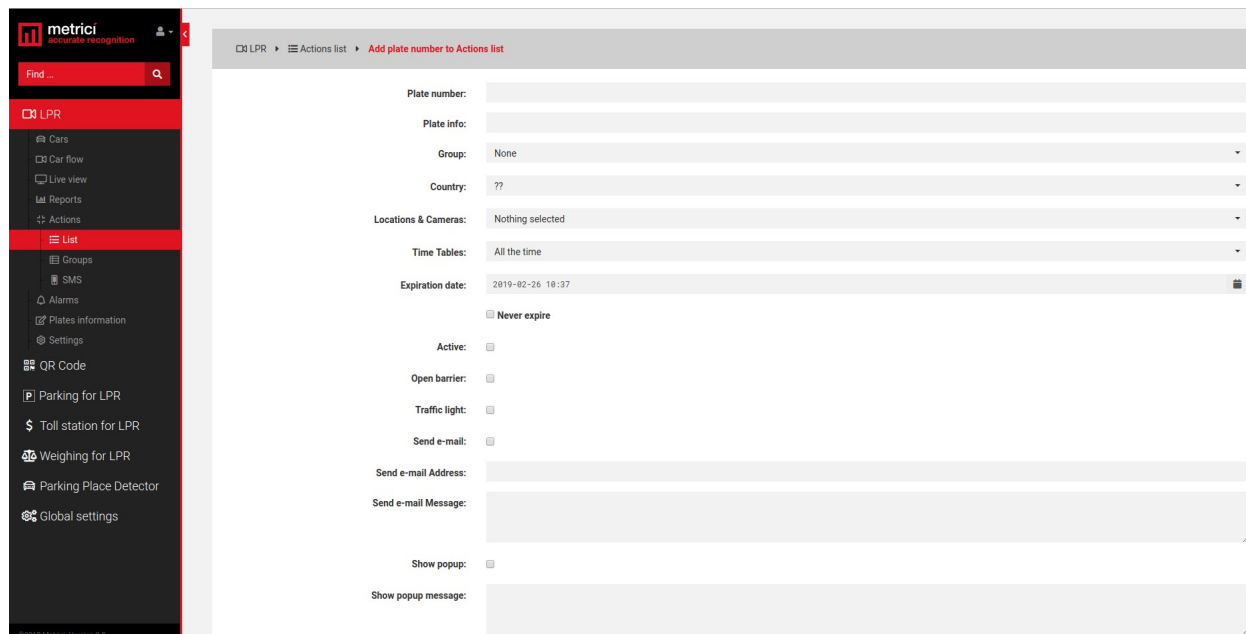 metrici
accurate recognition
Find ...
LPR
Cars
Car flow
Live view
Reports
Actions
List
Groups
SMS
Alarms
Plates information
Settings
QR Code
P Parking for LPR
$ Toll station for LPR
Weighing for LPR
Parking Place Detector
Global settings
LPR Actions list Add plate number to Actions list
Plate number:
Plate info:
Group: None
Country: ??
Locations & Cameras: Nothing selected
Time Tables: All the time
Expiration date: 2019-02-26 10:37
Never expire
Active:
Open barrier:
Traffic light:
Send e-mail:
Send e-mail Address:
Send e-mail Message:
Show popup:
Show popup message: